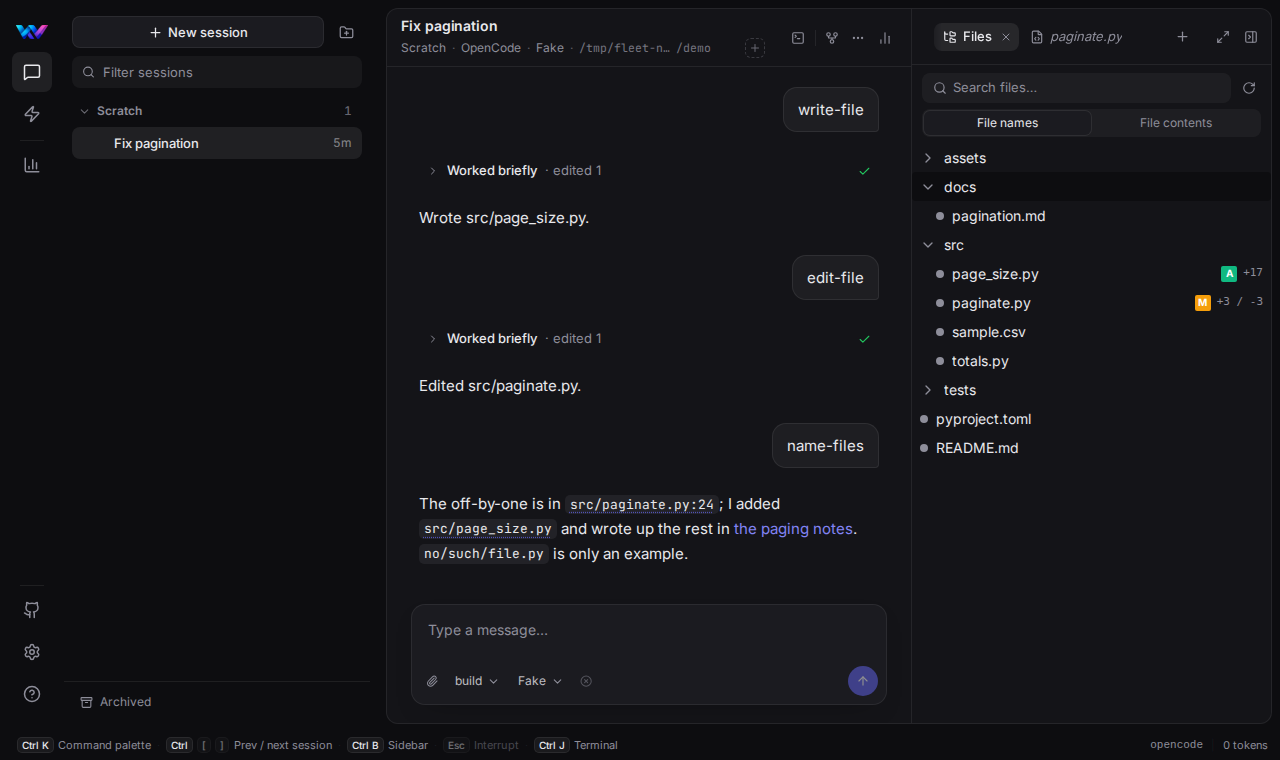 New session
Filter sessions
Scratch 1
Fix pagination 5m
Archived
Fix pagination
Scratch · OpenCode · Fake · /tmp/fleet-n… /demo
write-file
Worked briefly · edited 1
Wrote src/page_size.py.
edit-file
Worked briefly · edited 1
Edited src/paginate.py.
name-files
The off-by-one is in src/paginate.py:24; I added
src/page_size.py and wrote up the rest in the paging notes.
no/such/file.py is only an example.
Type a message...
build Fake
Files paginate.py
Search files...
File names File contents
assets
docs
pagination.md
src
page_size.py A +17
paginate.py M +3 / -3
sample.csv
totals.py
tests
pyproject.toml
README.md
Ctrl K Command palette Ctrl [ ] Prev / next session Ctrl B Sidebar Esc Interrupt Ctrl J Terminal opencode 0 tokens